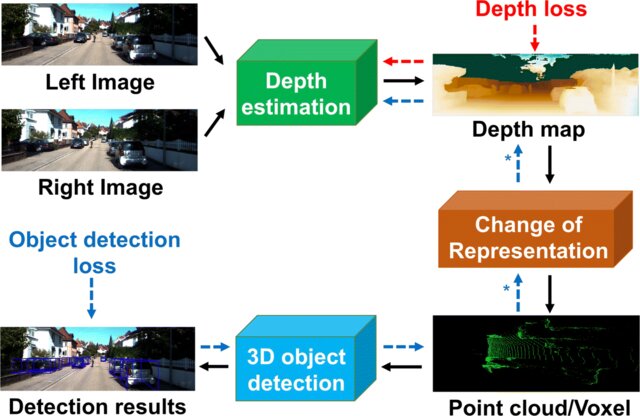 Depth loss
Depth
estimation
Left Image
Depth map
Right Image
*
Change of
Representation
Object detection
loss
*
3D object
detection
Detection results
Point cloud/Voxel